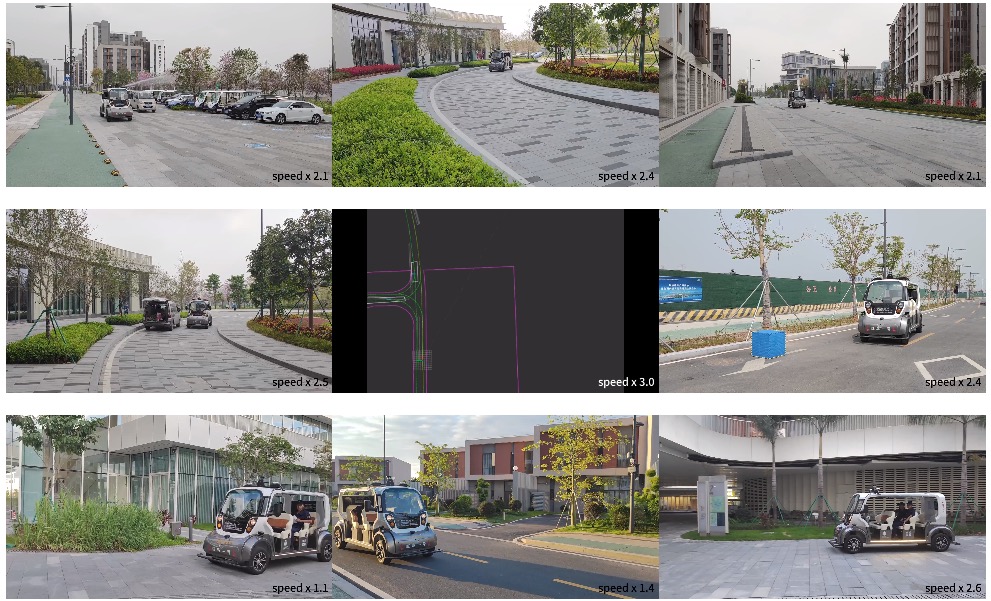 speed x 2.1
speed x 2.4
speed x 2.1
speed x 2.5
speed x 3.0
speed x 2.4
speed x 1.1
speed x 1.4
speed x 2.6